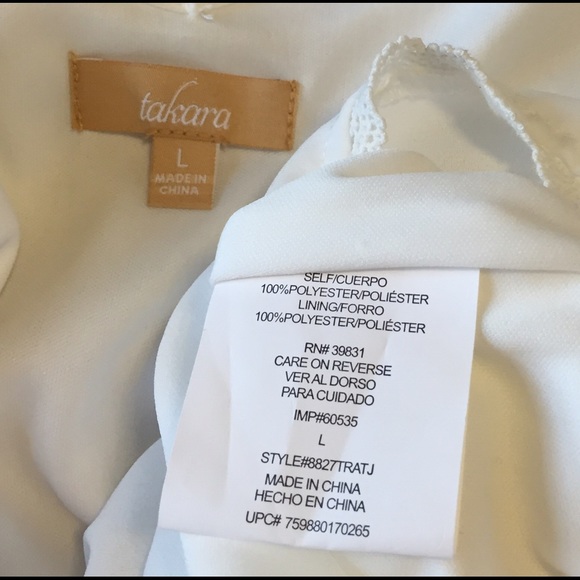 takara
L
MADE IN
CHINA
SELF/CUERPO
100%POLYESTER/POLIÉSTER
LINING/FORRO
100%POLYESTER/POLIÉSTER
RN# 39831
CARE ON REVERSE
VER AL DORSO
PARA CUIDADO
IMP#60535
L
STYLE#8827TRATJ
MADE IN CHINA
HECHO EN CHINA
UPC# 759880170265